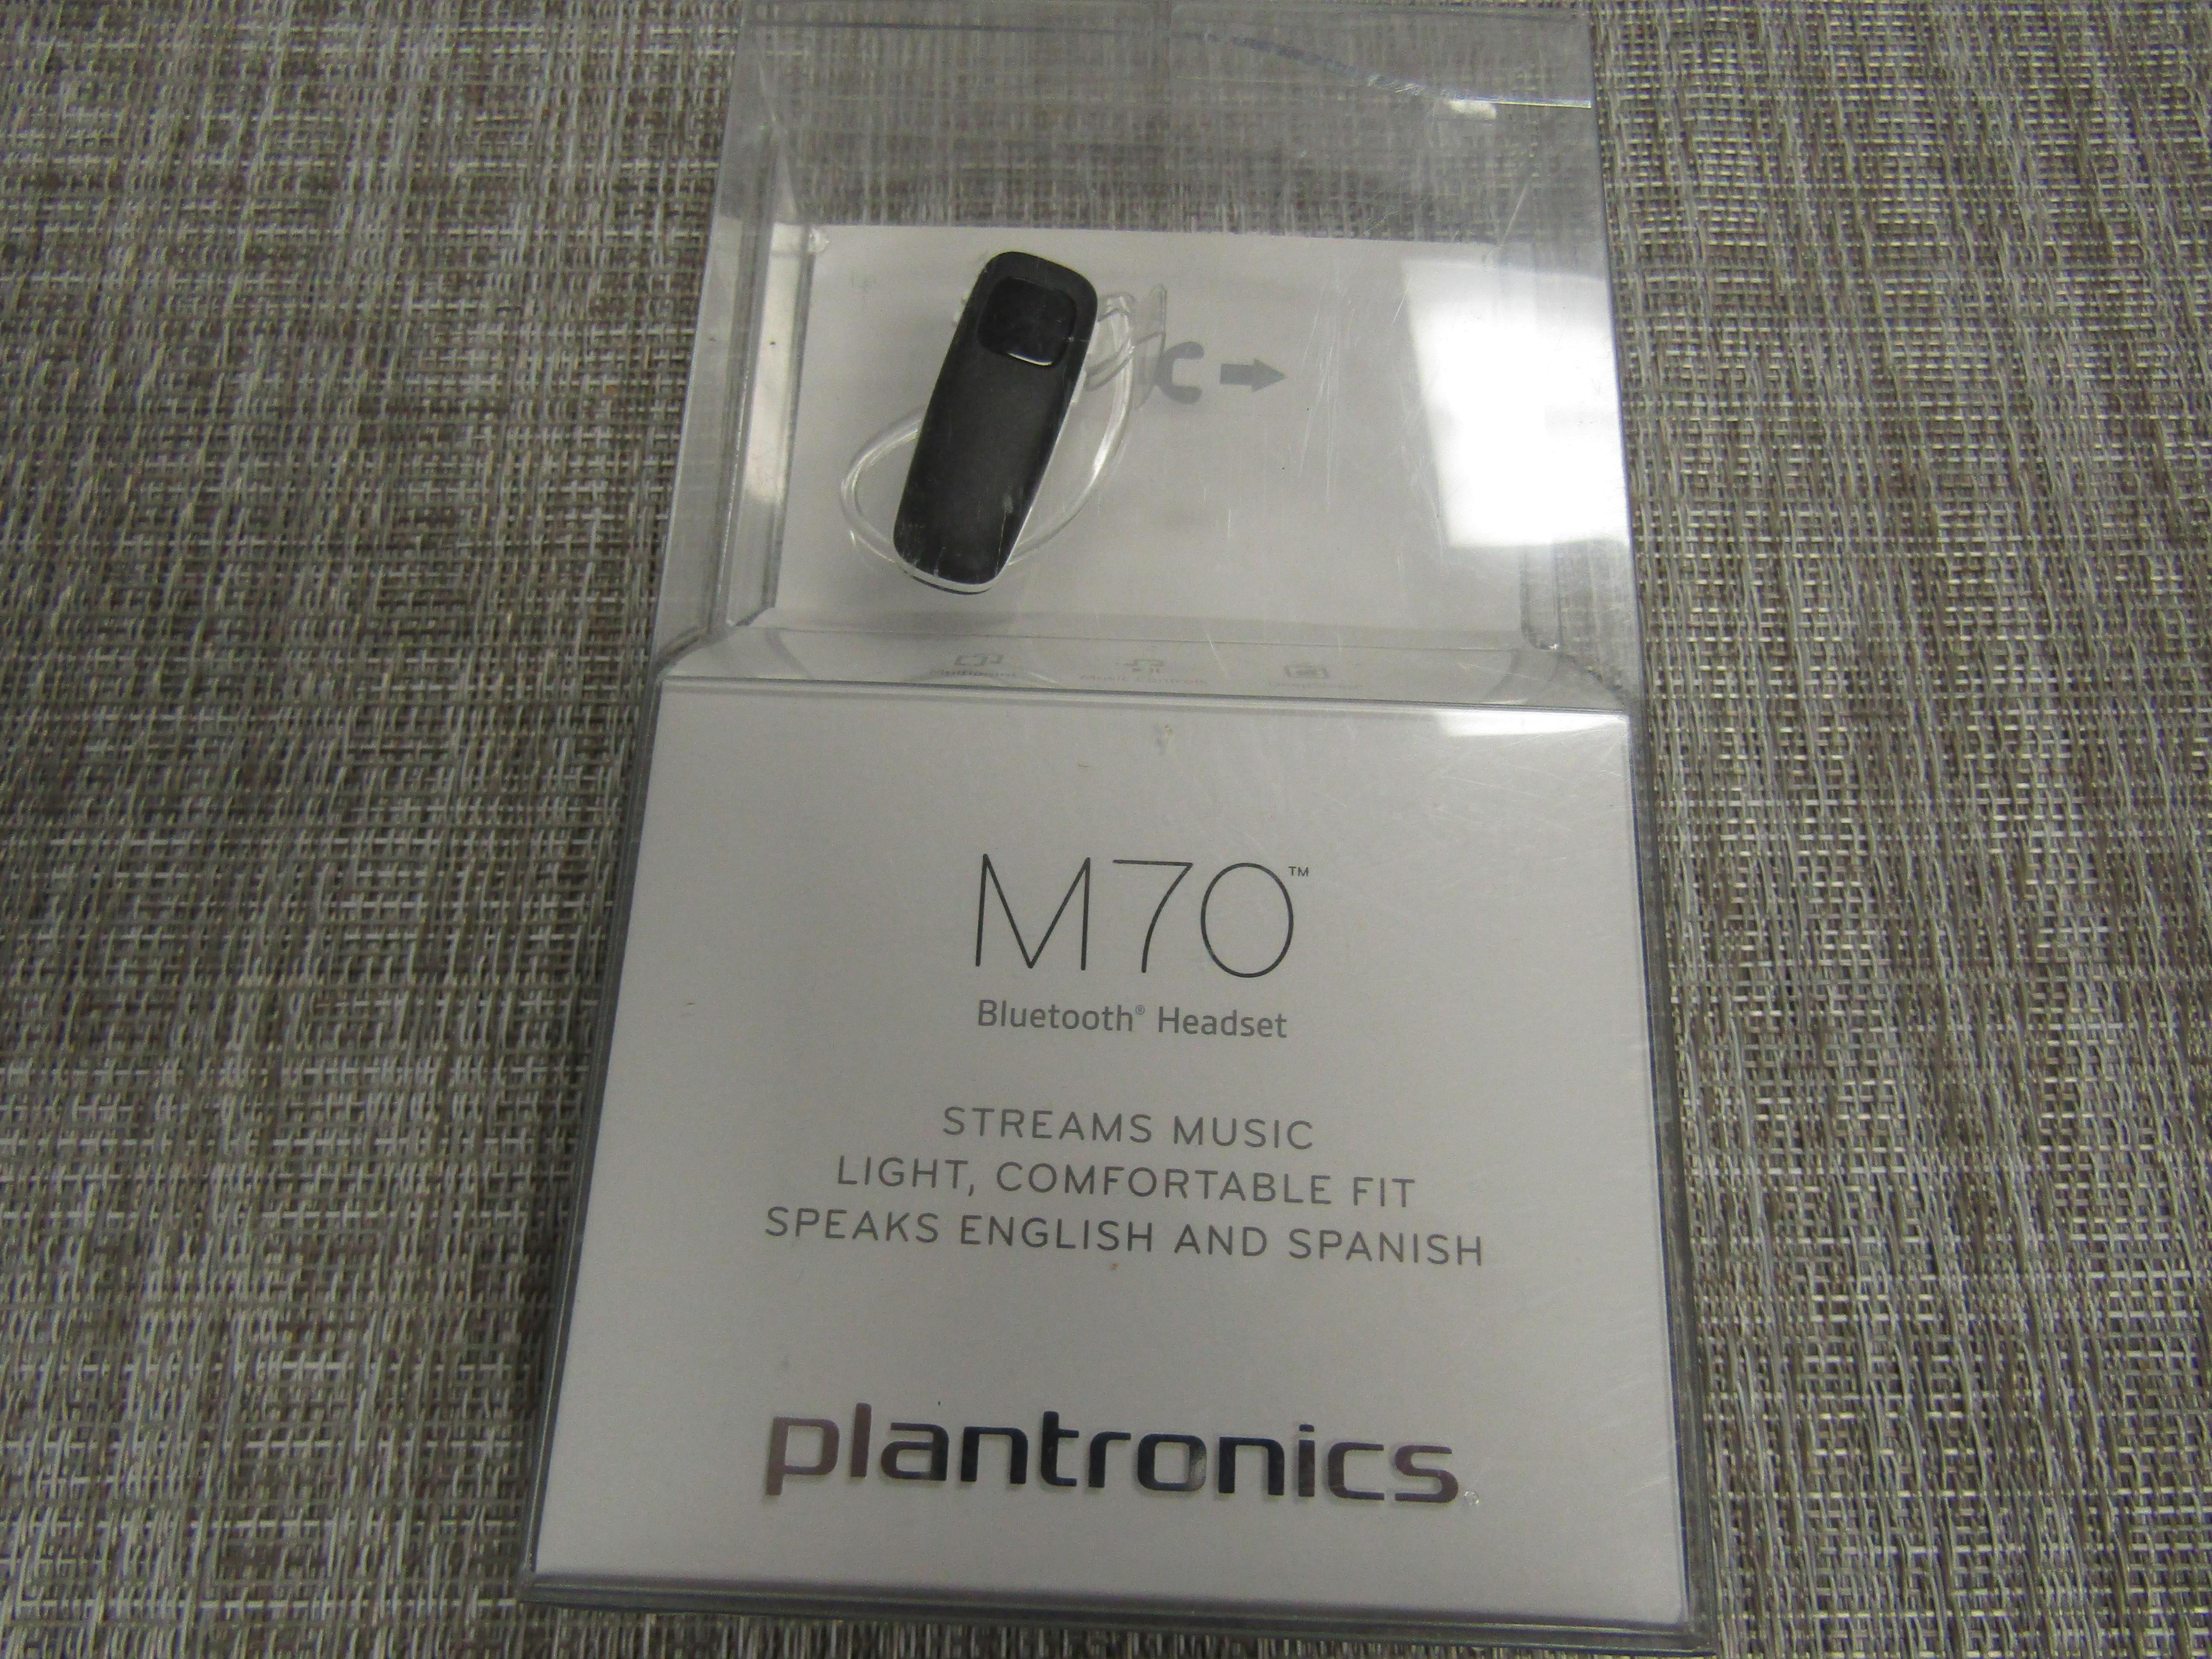 M70™
Bluetooth® Headset
STREAMS MUSIC
LIGHT, COMFORTABLE FIT
SPEAKS ENGLISH AND SPANISH
plantronics®